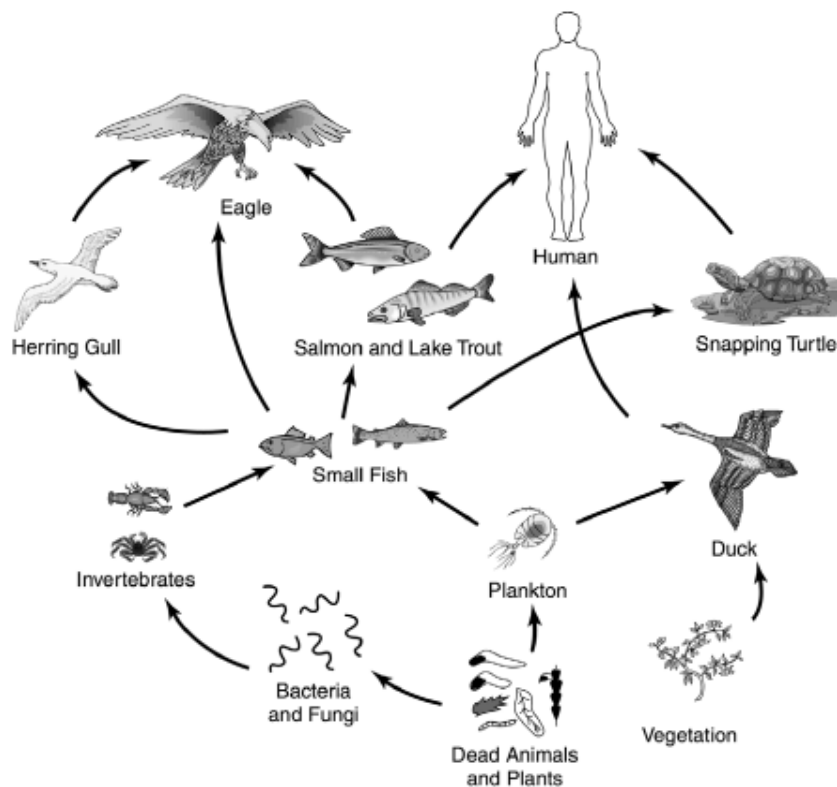 Eagle
Human
Herring Gull
Salmon and Lake Trout
Snapping Turtle
Small Fish
Duck
Invertebrates
Plankton
Bacteria
and Fungi
Vegetation
Dead Animals
and Plants